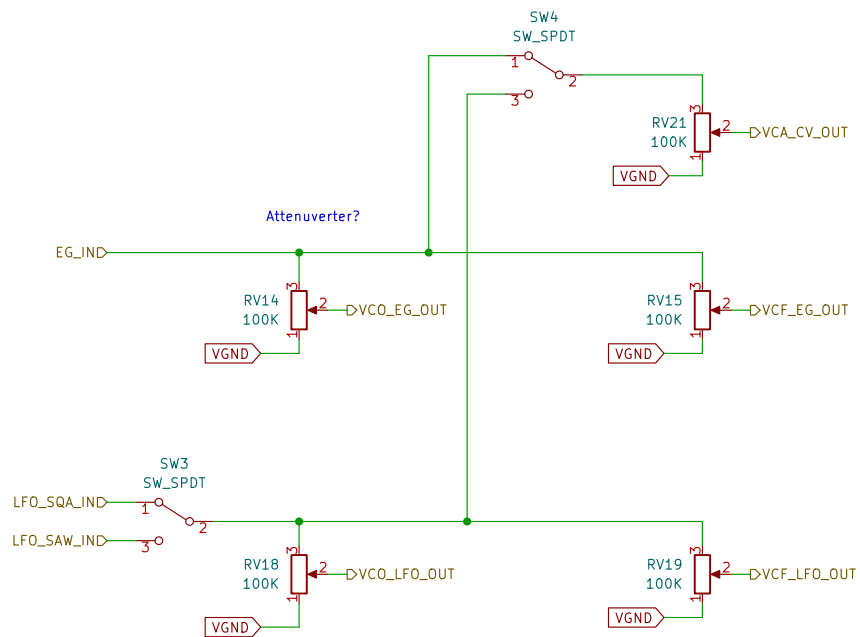 SW4
SW_SPDT
1
2
3
3
RV21
100K
2
VCA_CV_OUT
1
VGND
Attenuverter?
EG_IN
3
RV14
100K
2
VCO_EG_OUT
1
VGND
3
RV15
100K
2
VCF_EG_OUT
1
VGND
SW3
SW_SPDT
LFO_SQA_IN
1
2
LFO_SAW_IN
3
3
RV18
100K
2
VCO_LFO_OUT
1
VGND
3
RV19
100K
2
VCF_LFO_OUT
1
VGND